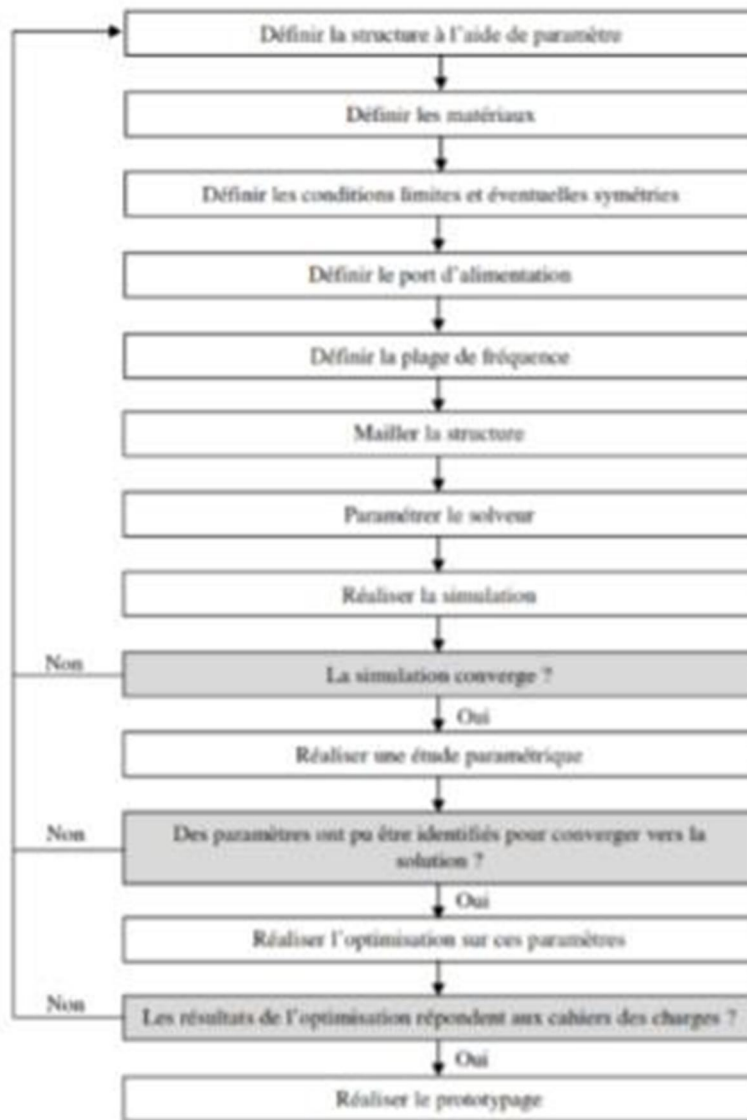 Définir la structure à l'aide de paramètre
Définir les matériaux
Définir les conditions limites et éventuelles symétries
Définir le port d'alimentation
Définir la plage de fréquence
Mailler la structure
Paramétrer le solveur
Réaliser la simulation
Non
La simulation converge ?
Oui
Réaliser une étude paramétrique
Non
Des paramètres ont pu être identifiés pour converger vers la
solution ?
Oui
Réaliser l'optimisation sur ces paramètres
Non
Les résultats de l'optimisation répondent aux cahiers des charges ?
Oui
Réaliser le prototypage